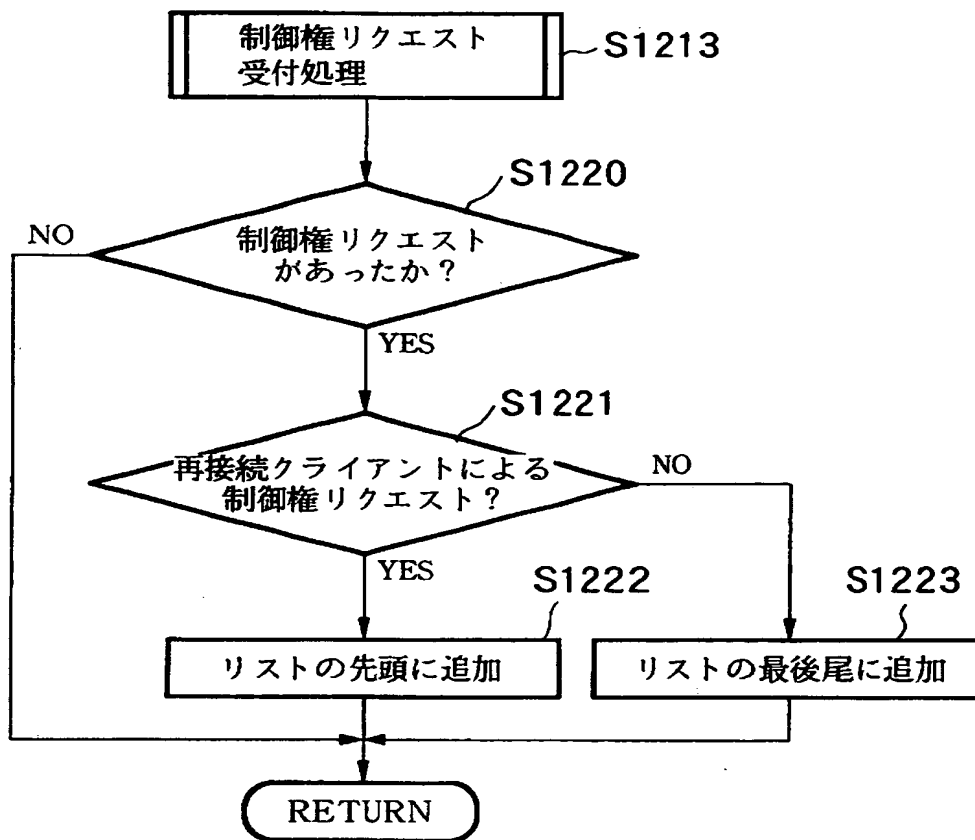 制御権リクエスト
受付処理
S1213
S1220
制御権リクエスト
があったか？
NO
YES
S1221
再接続クライアントによる
制御権リクエスト？
NO
YES
S1222
リストの先頭に追加
S1223
リストの最後尾に追加
RETURN